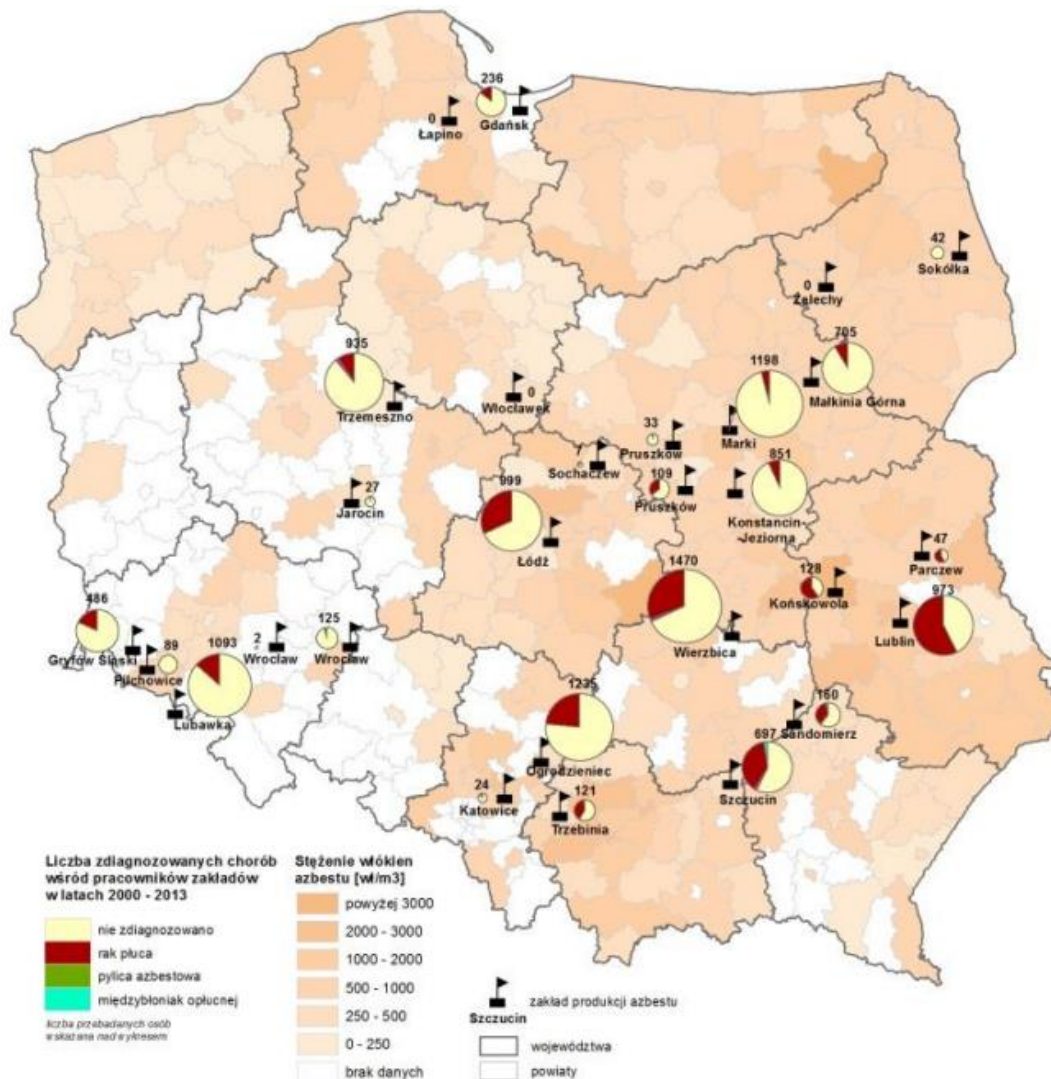 236
0
Łapino
Gdańsk
42
Sokółka
0
Żelechy
935
Trzemeszno
705
Małkinia Górna
1198
Marki
Włocławek
0
33
Pruszków
7
Sochaczew
109
Pruszków
851
Konstancin
-Jeziorna
27
Jarocin
999
Łódź
47
Parczew
128
Końskowola
973
Lublin
1470
Wierzbica
486
Gryfów Śląski
89
Pilchowice
1093
Lubawka
2
Wrocław
125
Wrocław
1235
Ogrodzieniec
160
Sandomierz
697
Szczucin
24
Katowice
121
Trzebinia
Liczba zdiagnozowanych chorób
wśród pracowników zakładów
w latach 2000 - 2013
nie zdiagnozowano
rak płuca
pylica azbestowa
międzybłoniak opłucnej
liczba przebadanych osób
wskazana nad wykresem
Stężenie włókien
azbestu [wł/m3]
powyżej 3000
2000 - 3000
1000 - 2000
500 - 1000
250 - 500
0 - 250
brak danych
zakład produkcji azbestu
Szczucin
województwa
powiaty